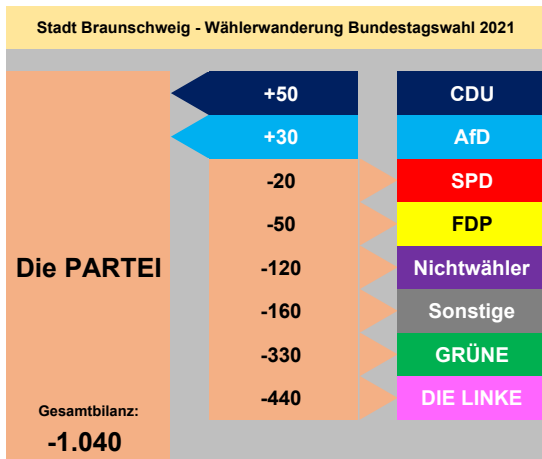 Stadt Braunschweig - Wählerwanderung Bundestagswahl 2021
+50 CDU
+30 AfD
-20 SPD
-50 FDP
Die PARTEI
-120 Nichtwähler
-160 Sonstige
-330 GRÜNE
-440 DIE LINKE
Gesamtbilanz:
-1.040